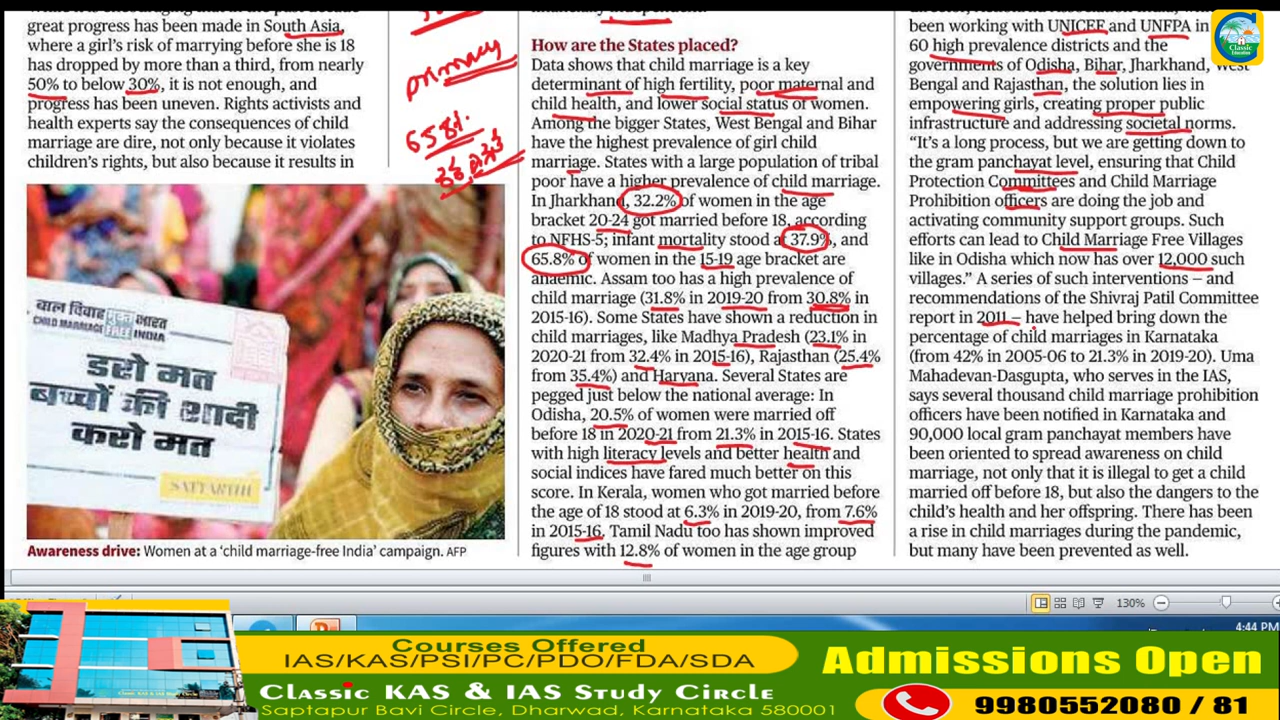 great progress has been made in South Asia,
where a girl's risk of marrying before she is 18
has dropped by more than a third, from nearly
50% to below 30%, it is not enough, and
progress has been uneven. Rights activists and
health experts say the consequences of child
marriage are dire, not only because it violates
children's rights, but also because it results in
primacy
658%
बाल विवाह मुक्त भारत
CHILD MARRIAGE FREE INDIA
डरो मत
बच्चों की शादी
करो मत
SATYARTHI
Awareness drive: Women at a 'child marriage-free India' campaign. AFP
How are the States placed?
Data shows that child marriage is a key
determinant of high fertility, poor maternal and
child health, and lower social status of women.
Among the bigger States, West Bengal and Bihar
have the highest prevalence of girl child
marriage. States with a large population of tribal
poor have a higher prevalence of child marriage.
In Jharkhand, 32.2% of women in the age
bracket 20-24 got married before 18, according
to NFHS-5; infant mortality stood at 37.9%, and
65.8% of women in the 15-19 age bracket are
anaemic. Assam too has a high prevalence of
child marriage (31.8% in 2019-20 from 30.8% in
2015-16). Some States have shown a reduction in
child marriages, like Madhya Pradesh (23.1% in
2020-21 from 32.4% in 2015-16), Rajasthan (25.4%
from 35.4%) and Haryana. Several States are
pegged just below the national average: In
Odisha, 20.5% of women were married off
before 18 in 2020-21 from 21.3% in 2015-16. States
with high literacy levels and better health and
social indices have fared much better on this
score. In Kerala, women who got married before
the age of 18 stood at 6.3% in 2019-20, from 7.6%
in 2015-16. Tamil Nadu too has shown improved
figures with 12.8% of women in the age group
been working with UNICEF and UNFPA in
60 high prevalence districts and the
governments of Odisha, Bihar, Jharkhand, West
Bengal and Rajasthan, the solution lies in
empowering girls, creating proper public
infrastructure and addressing societal norms.
"It's a long process, but we are getting down to
the gram panchayat level, ensuring that Child
Protection Committees and Child Marriage
Prohibition officers are doing the job and
activating community support groups. Such
efforts can lead to Child Marriage Free Villages
like in Odisha which now has over 12,000 such
villages." A series of such interventions – and
recommendations of the Shivraj Patil Committee
report in 2011 – have helped bring down the
percentage of child marriages in Karnataka
(from 42% in 2005-06 to 21.3% in 2019-20). Uma
Mahadevan-Dasgupta, who serves in the IAS,
says several thousand child marriage prohibition
officers have been notified in Karnataka and
90,000 local gram panchayat members have
been oriented to spread awareness on child
marriage, not only that it is illegal to get a child
married off before 18, but also the dangers to the
child's health and her offspring. There has been
a rise in child marriages during the pandemic,
but many have been prevented as well.
Classic
Education
130%
4:44 PM
Courses Offered
IAS/KAS/PSI/PC/PDO/FDA/SDA
Classic KAS & IAS Study Circle
Saptapur Bavi Circle, Dharwad, Karnataka 580001
Admissions Open
9980552080 / 81